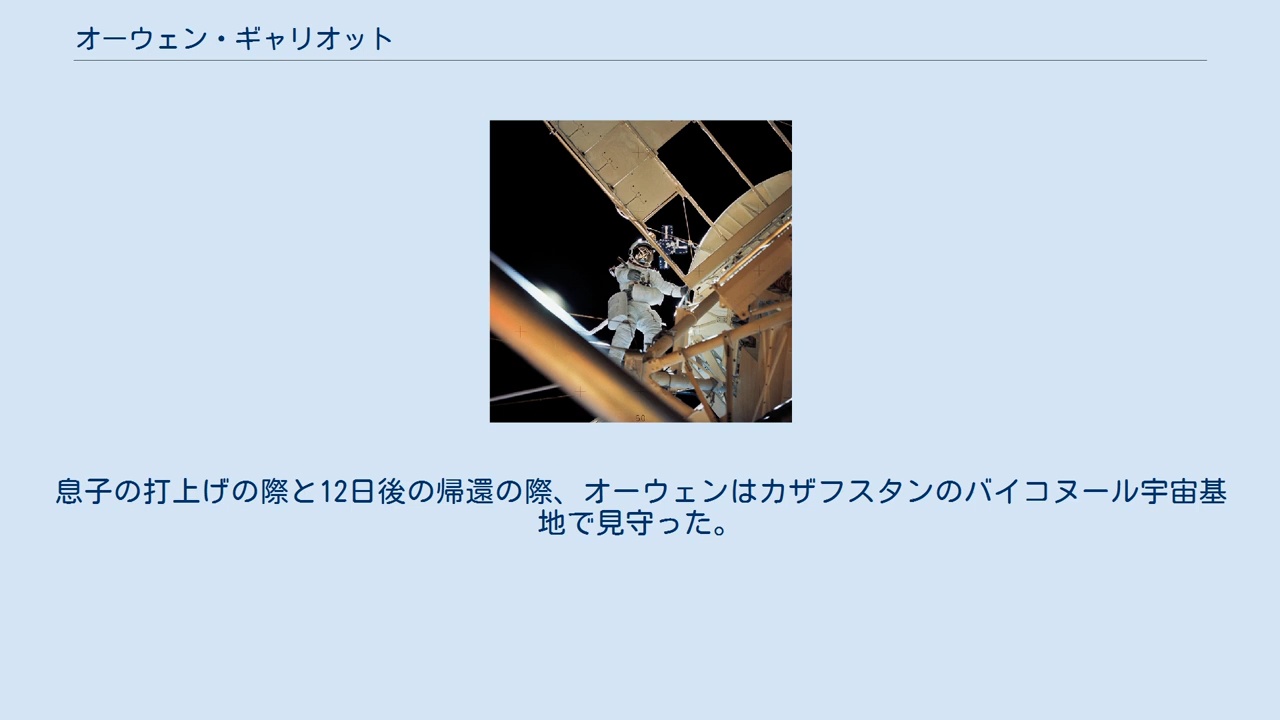 オーウェン・ギャリオット
息子の打上げの際と12日後の帰還の際、オーウェンはカザフスタンのバイコヌール宇宙基
地で見守った。